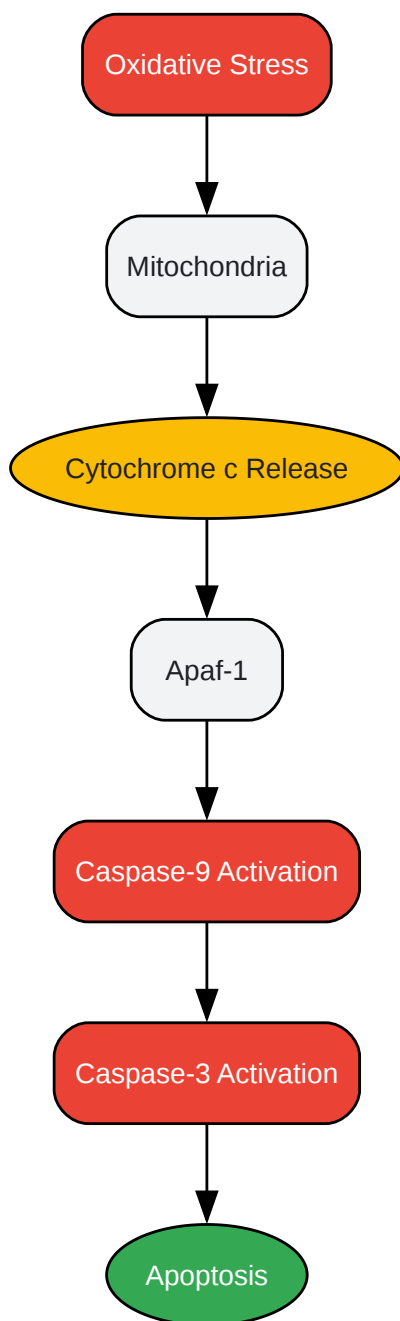 Oxidative Stress
Mitochondria
Cytochrome c Release
Apaf-1
Caspase-9 Activation
Caspase-3 Activation
Apoptosis